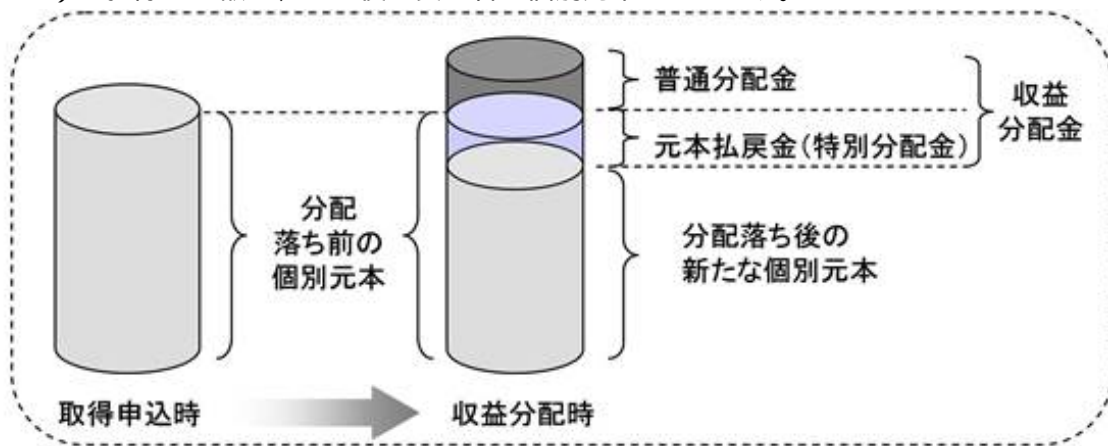 普通分配金
元本払戻金(特別分配金)
収益
分配金
分配
落ち前の
個別元本
分配落ち後の
新たな個別元本
取得申込時
収益分配時